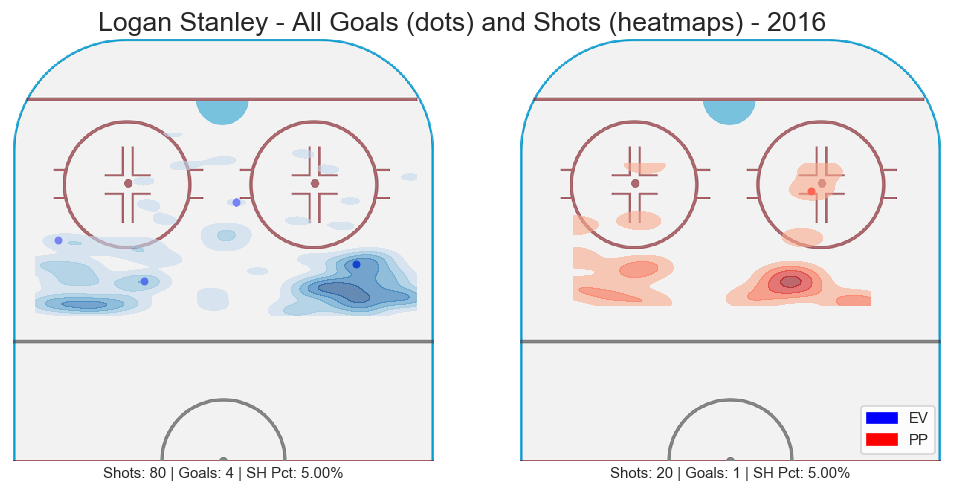 Logan Stanley - All Goals (dots) and Shots (heatmaps) - 2016
EV
PP
Shots: 80 | Goals: 4 | SH Pct: 5.00%
Shots: 20 | Goals: 1 | SH Pct: 5.00%